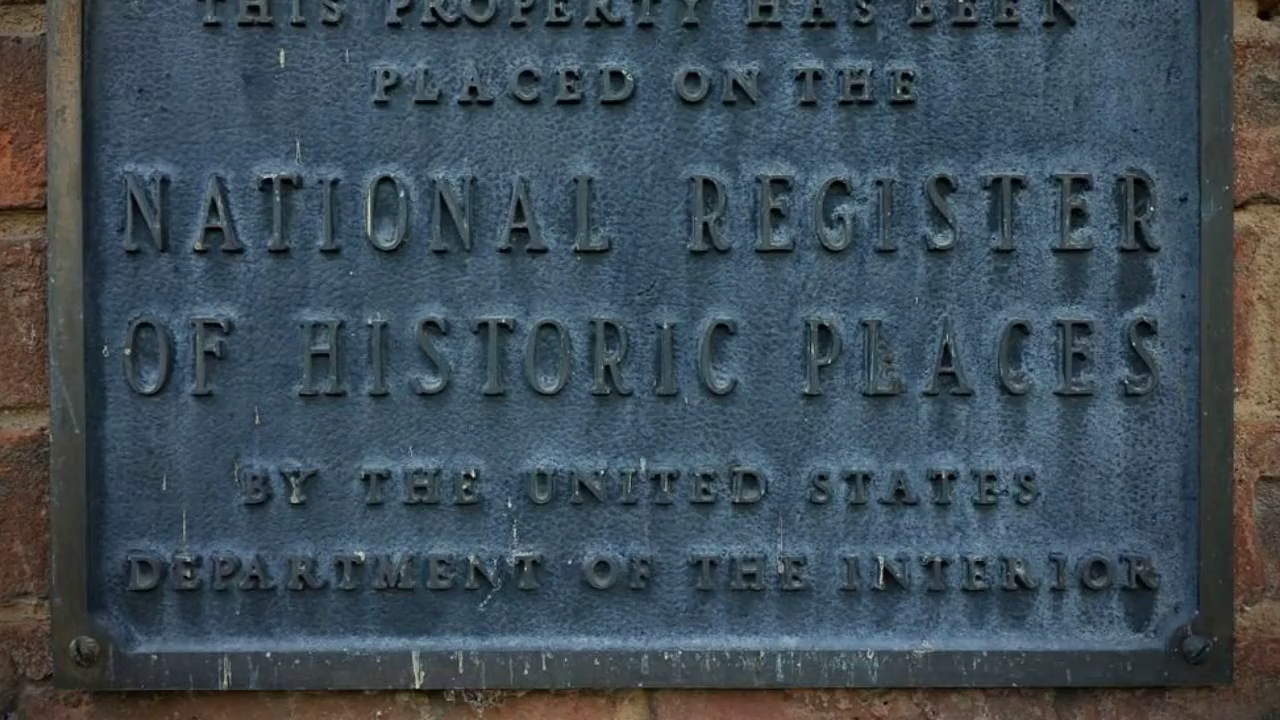 THIS PROPERTY HAS BEEN
PLACED ON THE
NATIONAL REGISTER
OF HISTORIC PLACES
BY THE UNITED STATES
DEPARTMENT OF THE INTERIOR